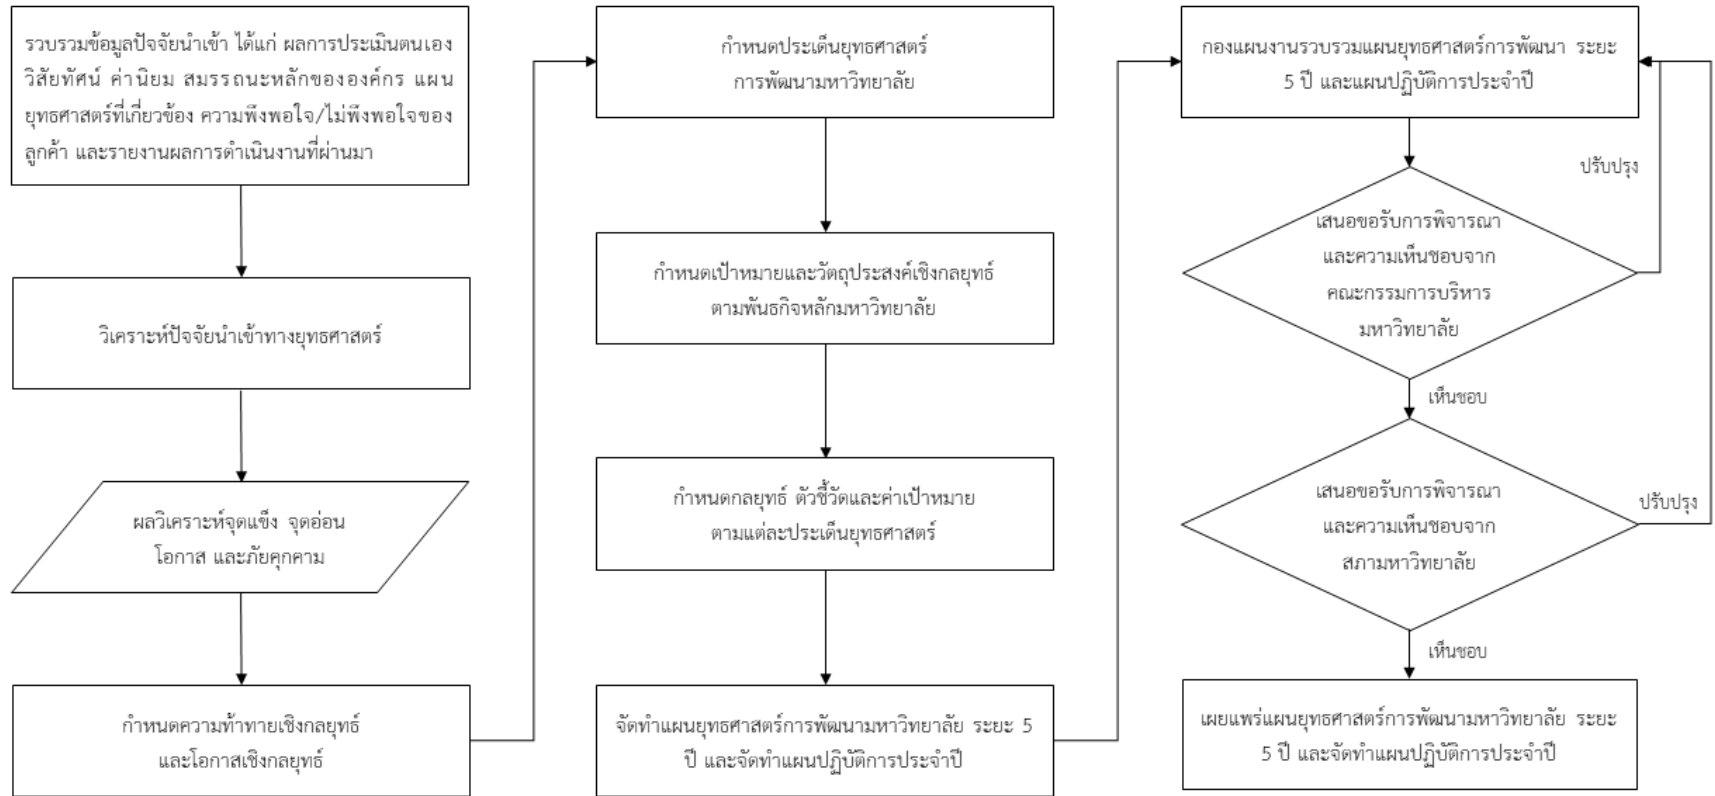 รวบรวมข้อมูลปัจจัยนำเข้า ได้แก่ ผลการประเมินตนเอง
วิสัยทัศน์ ค่านิยม สมรรถนะหลักขององค์กร แผน
ยุทธศาสตร์ที่เกี่ยวข้อง ความพึงพอใจ/ไม่พึงพอใจของ
ลูกค้า และรายงานผลการดำเนินงานที่ผ่านมา
วิเคราะห์ปัจจัยนำเข้าทางยุทธศาสตร์
ผลวิเคราะห์จุดแข็ง จุดอ่อน
โอกาส และภัยคุกคาม
กำหนดความท้าทายเชิงกลยุทธ์
และโอกาสเชิงกลยุทธ์
กำหนดประเด็นยุทธศาสตร์
การพัฒนามหาวิทยาลัย
กำหนดเป้าหมายและวัตถุประสงค์เชิงกลยุทธ์
ตามพันธกิจหลักมหาวิทยาลัย
กำหนดกลยุทธ์ ตัวชี้วัดและค่าเป้าหมาย
ตามแต่ละประเด็นยุทธศาสตร์
จัดทำแผนยุทธศาสตร์การพัฒนามหาวิทยาลัย ระยะ 5
ปี และจัดทำแผนปฏิบัติการประจำปี
กองแผนงานรวบรวมแผนยุทธศาสตร์การพัฒนา ระยะ
5 ปี และแผนปฏิบัติการประจำปี
ปรับปรุง
เสนอขอรับการพิจารณา
และความเห็นชอบจาก
คณะกรรมการบริหาร
มหาวิทยาลัย
เห็นชอบ
เสนอขอรับการพิจารณา
และความเห็นชอบจาก
สภามหาวิทยาลัย
ปรับปรุง
เห็นชอบ
เผยแพร่แผนยุทธศาสตร์การพัฒนามหาวิทยาลัย ระยะ
5 ปี และจัดทำแผนปฏิบัติการประจำปี